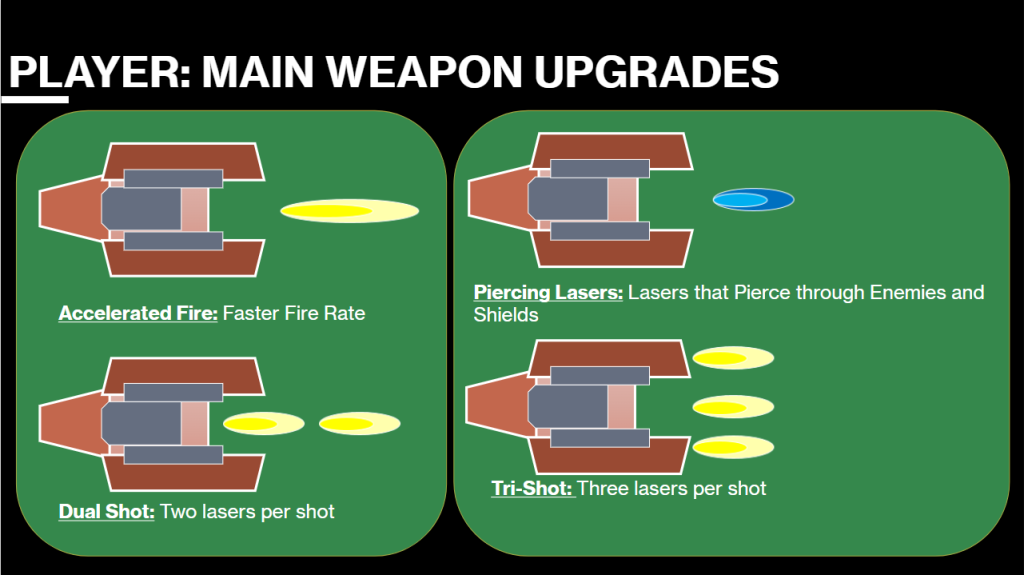 PLAYER: MAIN WEAPON UPGRADES
Accelerated Fire: Faster Fire Rate
Dual Shot: Two lasers per shot
Piercing Lasers: Lasers that Pierce through Enemies and
Shields
Tri-Shot: Three lasers per shot